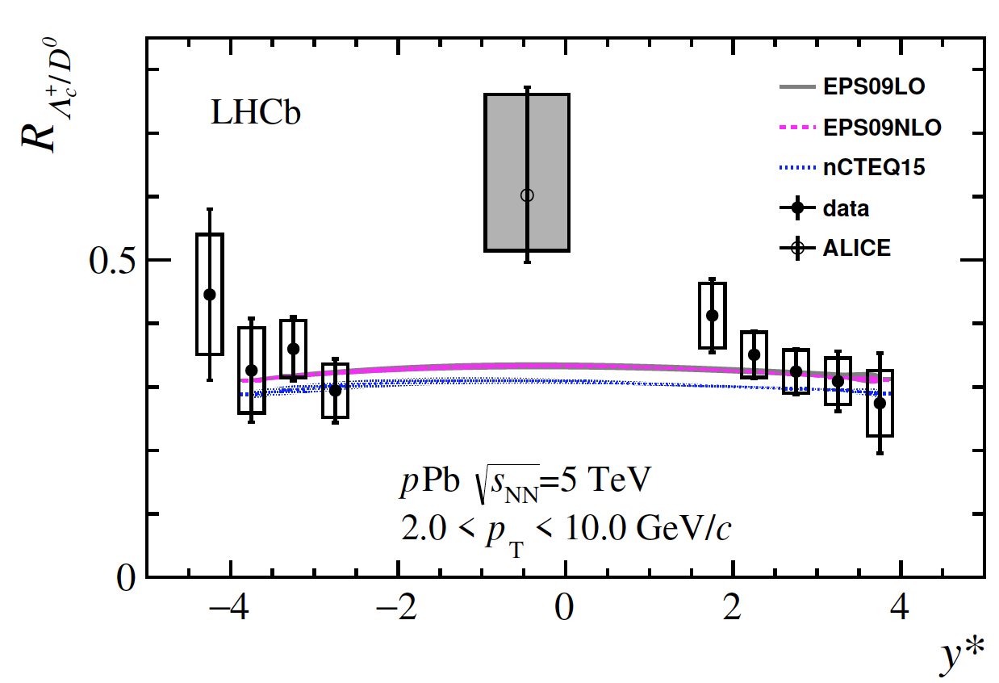 R Λc+/D0
LHCb
EPS09LO
EPS09NLO
nCTEQ15
data
ALICE
0.5
0
pPb √sNN=5 TeV
2.0 < pT < 10.0 GeV/c
−4 −2 0 2 4
y*